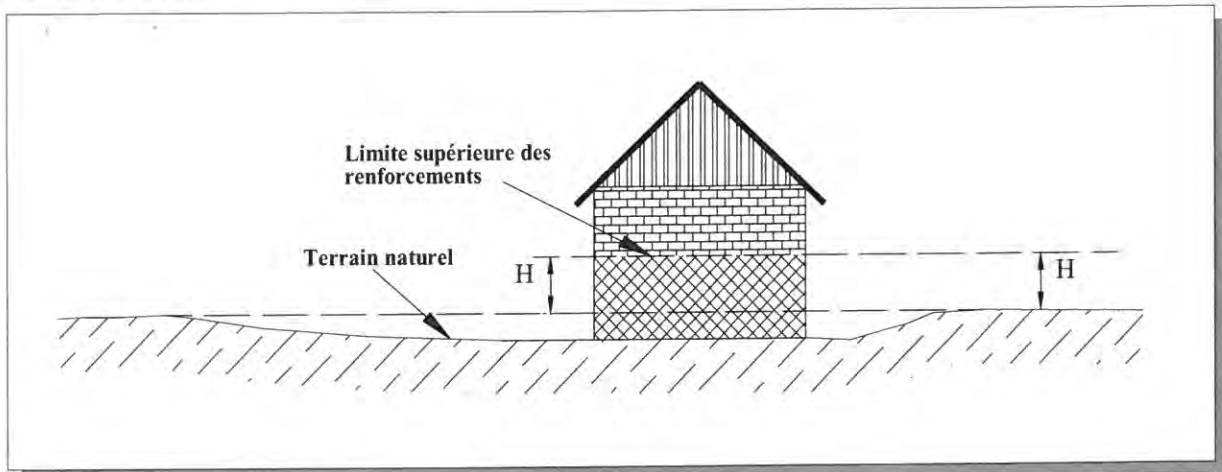 Limite supérieure des
renforcements
Terrain naturel
H
H